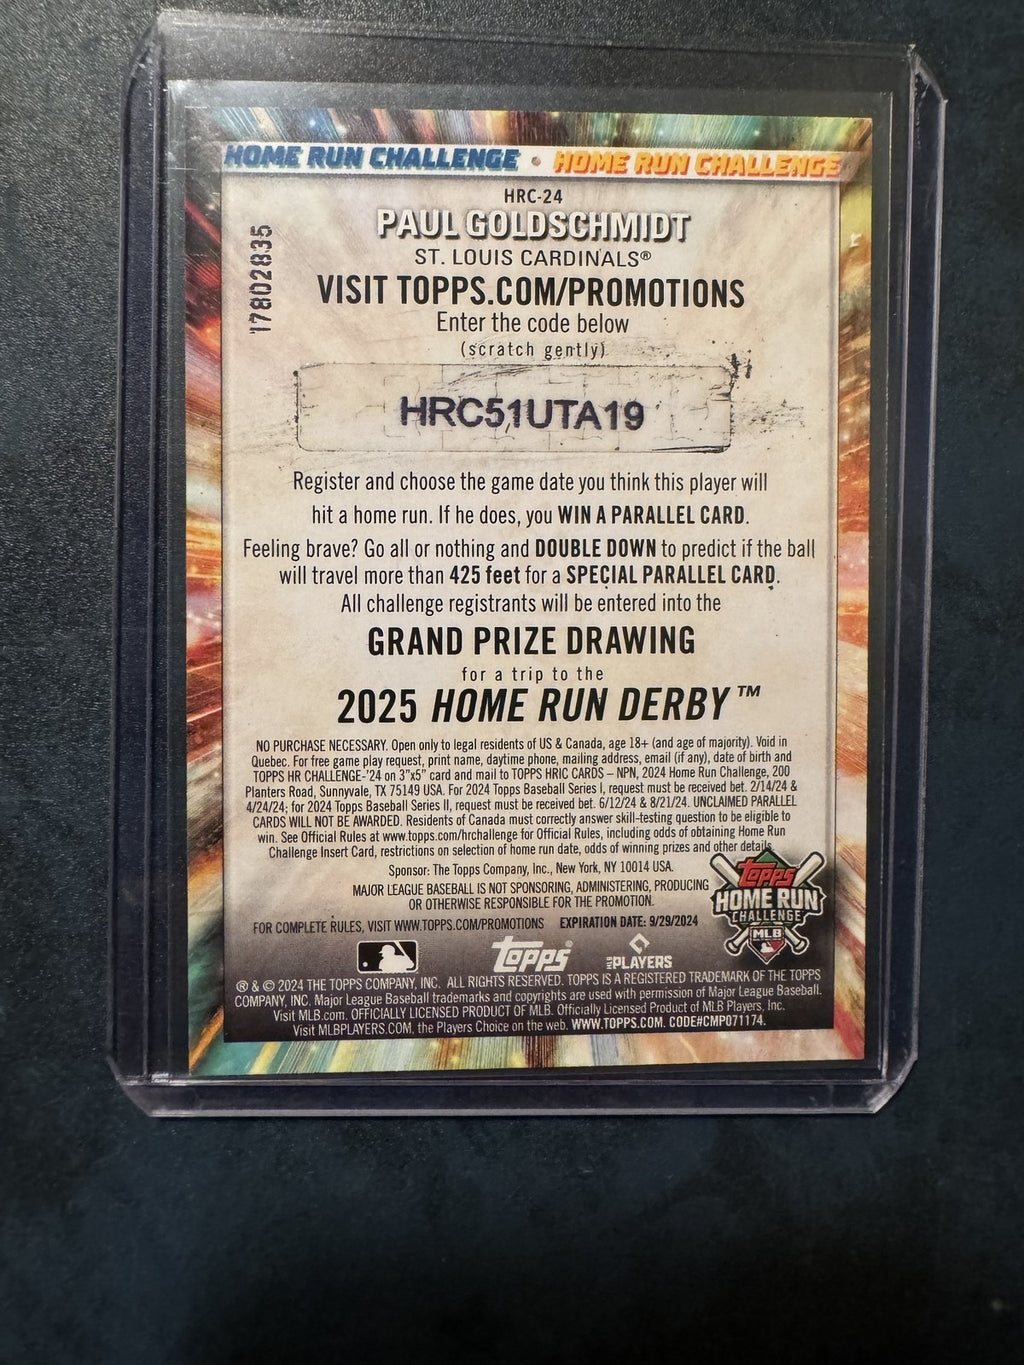 HOME RUN CHALLENGE • HOME RUN CHALLENGE
HRC-24
PAUL GOLDSCHMIDT
17802835
ST. LOUIS CARDINALS®
VISIT TOPPS.COM/PROMOTIONS
Enter the code below
(scratch gently)
HRC51UTA19
Register and choose the game date you think this player will
hit a home run. If he does, you WIN A PARALLEL CARD.
Feeling brave? Go all or nothing and DOUBLE DOWN to predict if the ball
will travel more than 425 feet for a SPECIAL PARALLEL CARD.
All challenge registrants will be entered into the
GRAND PRIZE DRAWING
for a trip to the
2025 HOME RUN DERBY™
NO PURCHASE NECESSARY. Open only to legal residents of US & Canada, age 18+ (and age of majority). Void in
Quebec. For free game play request, print name, daytime phone, mailing address, email (if any), date of birth and
TOPPS HR CHALLENGE-'24 on 3"x5" card and mail to TOPPS HRIC CARDS – NPN, 2024 Home Run Challenge, 200
Planters Road, Sunnyvale, TX 75149 USA. For 2024 Topps Baseball Series I, request must be received bet. 2/14/24 &
4/24/24; for 2024 Topps Baseball Series II, request must be received bet. 6/12/24 & 8/21/24. UNCLAIMED PARALLEL
CARDS WILL NOT BE AWARDED. Residents of Canada must correctly answer skill-testing question to be eligible to
win. See Official Rules at www.topps.com/hrchallenge for Official Rules, including odds of obtaining Home Run
Challenge Insert Card, restrictions on selection of home run date, odds of winning prizes and other details.
Sponsor: The Topps Company, Inc., New York, NY 10014 USA.
MAJOR LEAGUE BASEBALL IS NOT SPONSORING, ADMINISTERING, PRODUCING
OR OTHERWISE RESPONSIBLE FOR THE PROMOTION.
FOR COMPLETE RULES, VISIT WWW.TOPPS.COM/PROMOTIONS EXPIRATION DATE: 9/29/2024
topps
HOME RUN
CHALLENGE
MLB
topps®
MLB PLAYERS
® & © 2024 THE TOPPS COMPANY, INC. ALL RIGHTS RESERVED. TOPPS IS A REGISTERED TRADEMARK OF THE TOPPS
COMPANY, INC. Major League Baseball trademarks and copyrights are used with permission of Major League Baseball.
Visit MLB.com. OFFICIALLY LICENSED PRODUCT OF MLB. Officially Licensed Product of MLB Players, Inc.
Visit MLBPLAYERS.COM, the Players Choice on the web. WWW.TOPPS.COM. CODE#CMP071174.